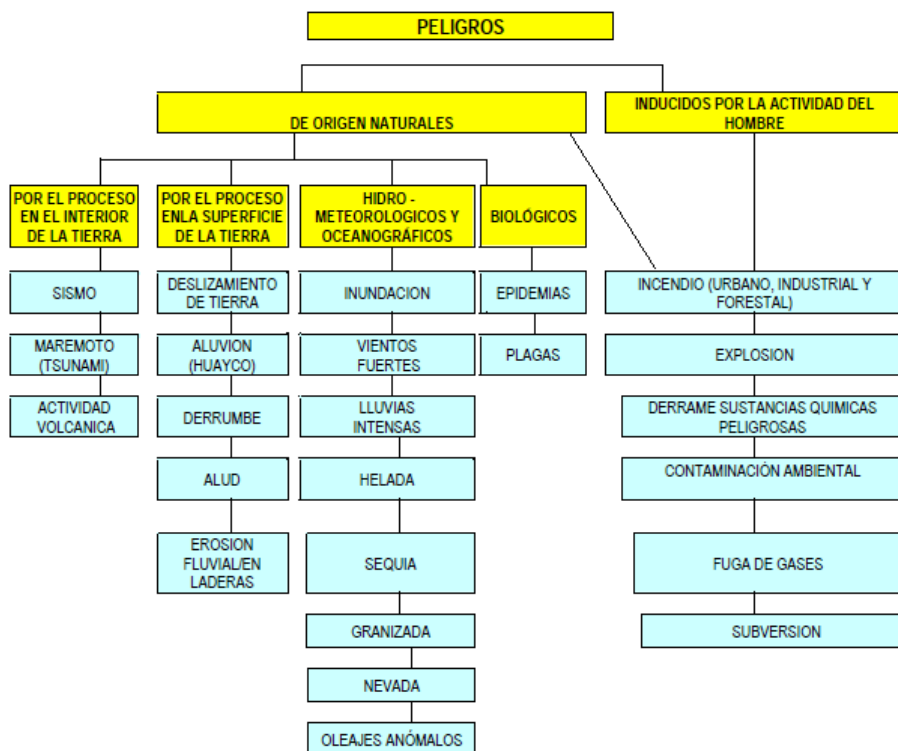 PELIGROS
DE ORIGEN NATURALES
INDUCIDOS POR LA ACTIVIDAD DEL
HOMBRE
POR EL PROCESO
EN EL INTERIOR
DE LA TIERRA
POR EL PROCESO
ENLA SUPERFICIE
DE LA TIERRA
HIDRO -
METEOROLOGICOS Y
OCEANOGRÁFICOS
BIOLÓGICOS
SISMO
MAREMOTO
(TSUNAMI)
ACTIVIDAD
VOLCANICA
DESLIZAMIENTO
DE TIERRA
ALUVION
(HUAYCO)
DERRUMBE
ALUD
EROSION
FLUVIAL/EN
LADERAS
INUNDACION
VIENTOS
FUERTES
LLUVIAS
INTENSAS
HELADA
SEQUIA
GRANIZADA
NEVADA
OLEAJES ANÓMALOS
EPIDEMIAS
PLAGAS
INCENDIO (URBANO, INDUSTRIAL Y
FORESTAL)
EXPLOSION
DERRAME SUSTANCIAS QUIMICAS
PELIGROSAS
CONTAMINACIÓN AMBIENTAL
FUGA DE GASES
SUBVERSION